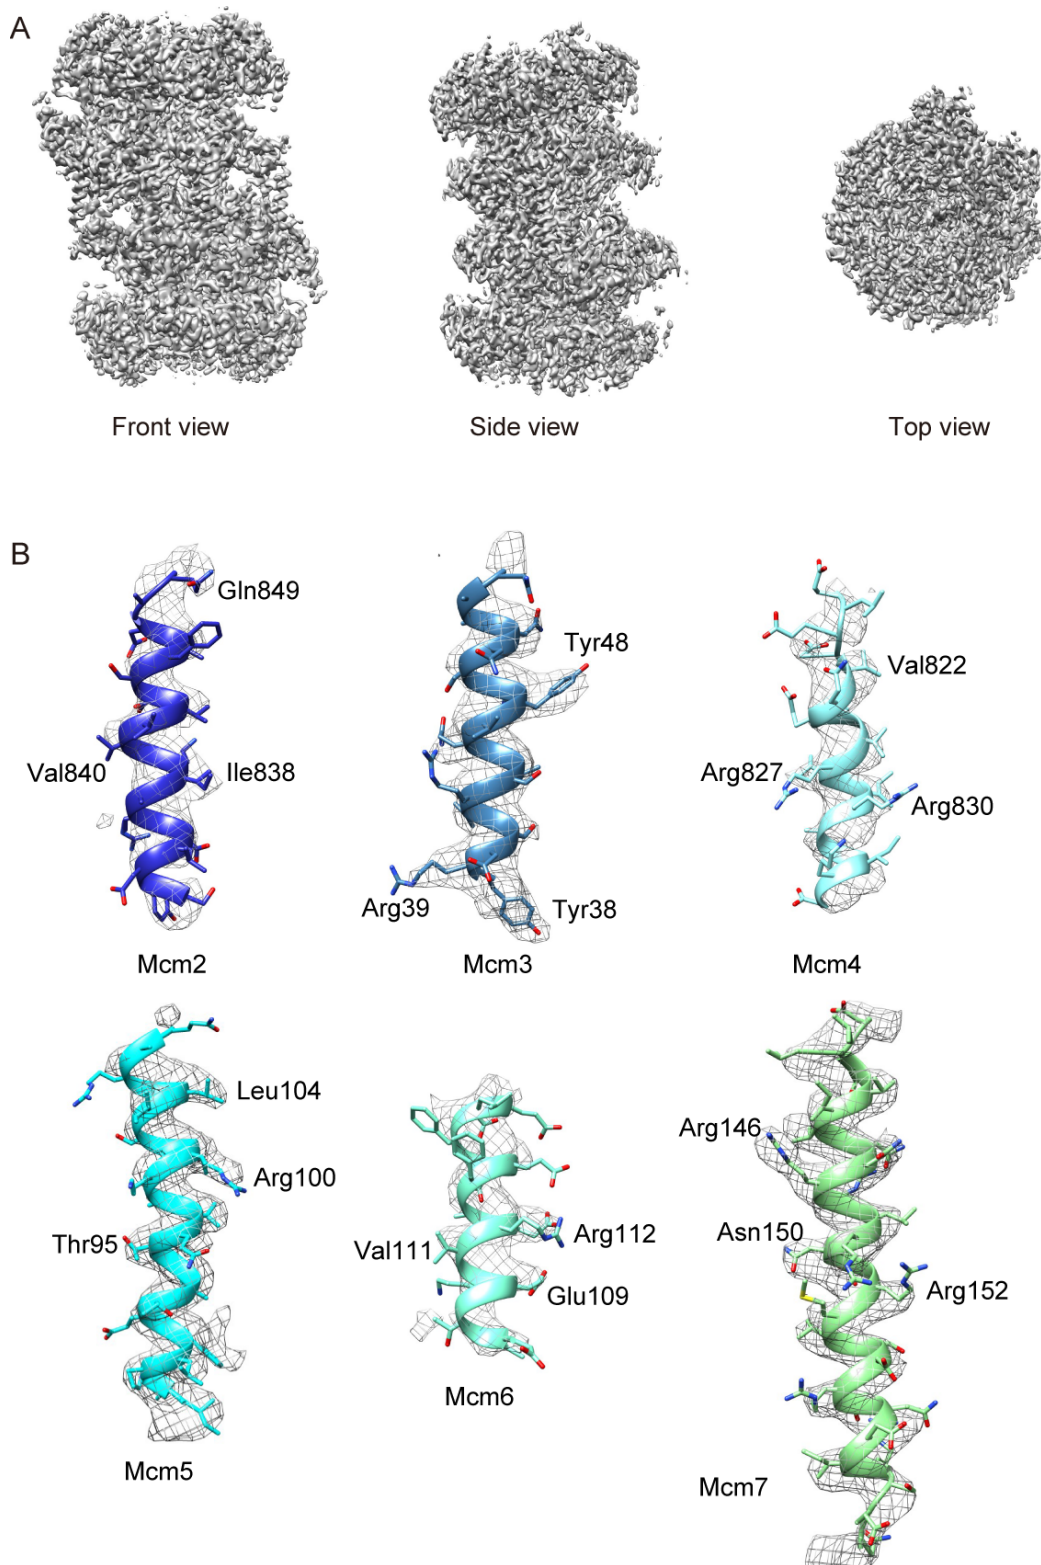 A
Front view
Side view
Top view
B
Gln849
Val840
Ile838
Mcm2
Tyr48
Arg39
Tyr38
Mcm3
Val822
Arg827
Arg830
Mcm4
Leu104
Arg100
Thr95
Mcm5
Val111
Arg112
Glu109
Mcm6
Arg146
Asn150
Arg152
Mcm7